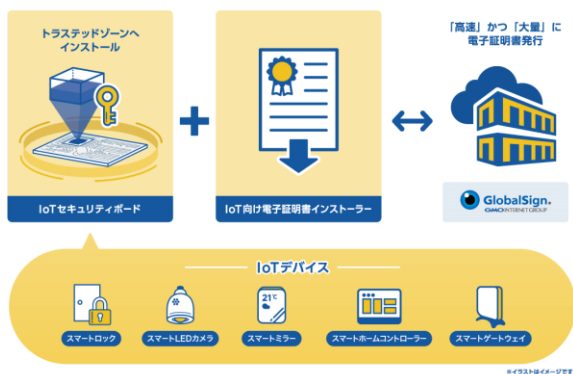 トラステッドゾーンへ
インストール
IoTセキュリティボード
IoT向け電子証明書インストーラー
「高速」かつ「大量」に
電子証明書発行
GlobalSign.
GMO INTERNET GROUP
IoTデバイス
21℃
スマートロック
スマートLEDカメラ
スマートミラー
スマートホームコントローラー
スマートゲートウェイ
※イラストはイメージです